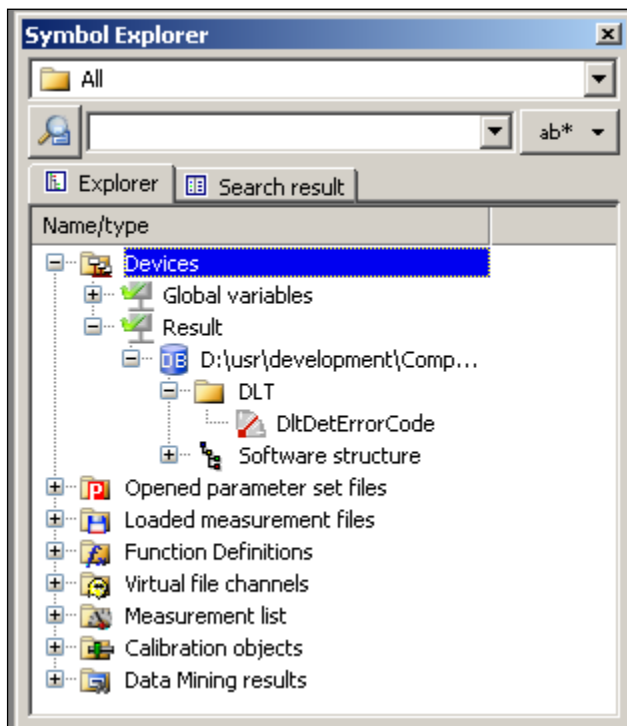 Symbol Explorer
All
ab*
Explorer
Search result
Name/type
Devices
Global variables
Result
DB D:\usr\development\Comp...
DLT
DltDetErrorCode
Software structure
P Opened parameter set files
Loaded measurement files
f Function Definitions
Virtual file channels
Measurement list
Calibration objects
Data Mining results